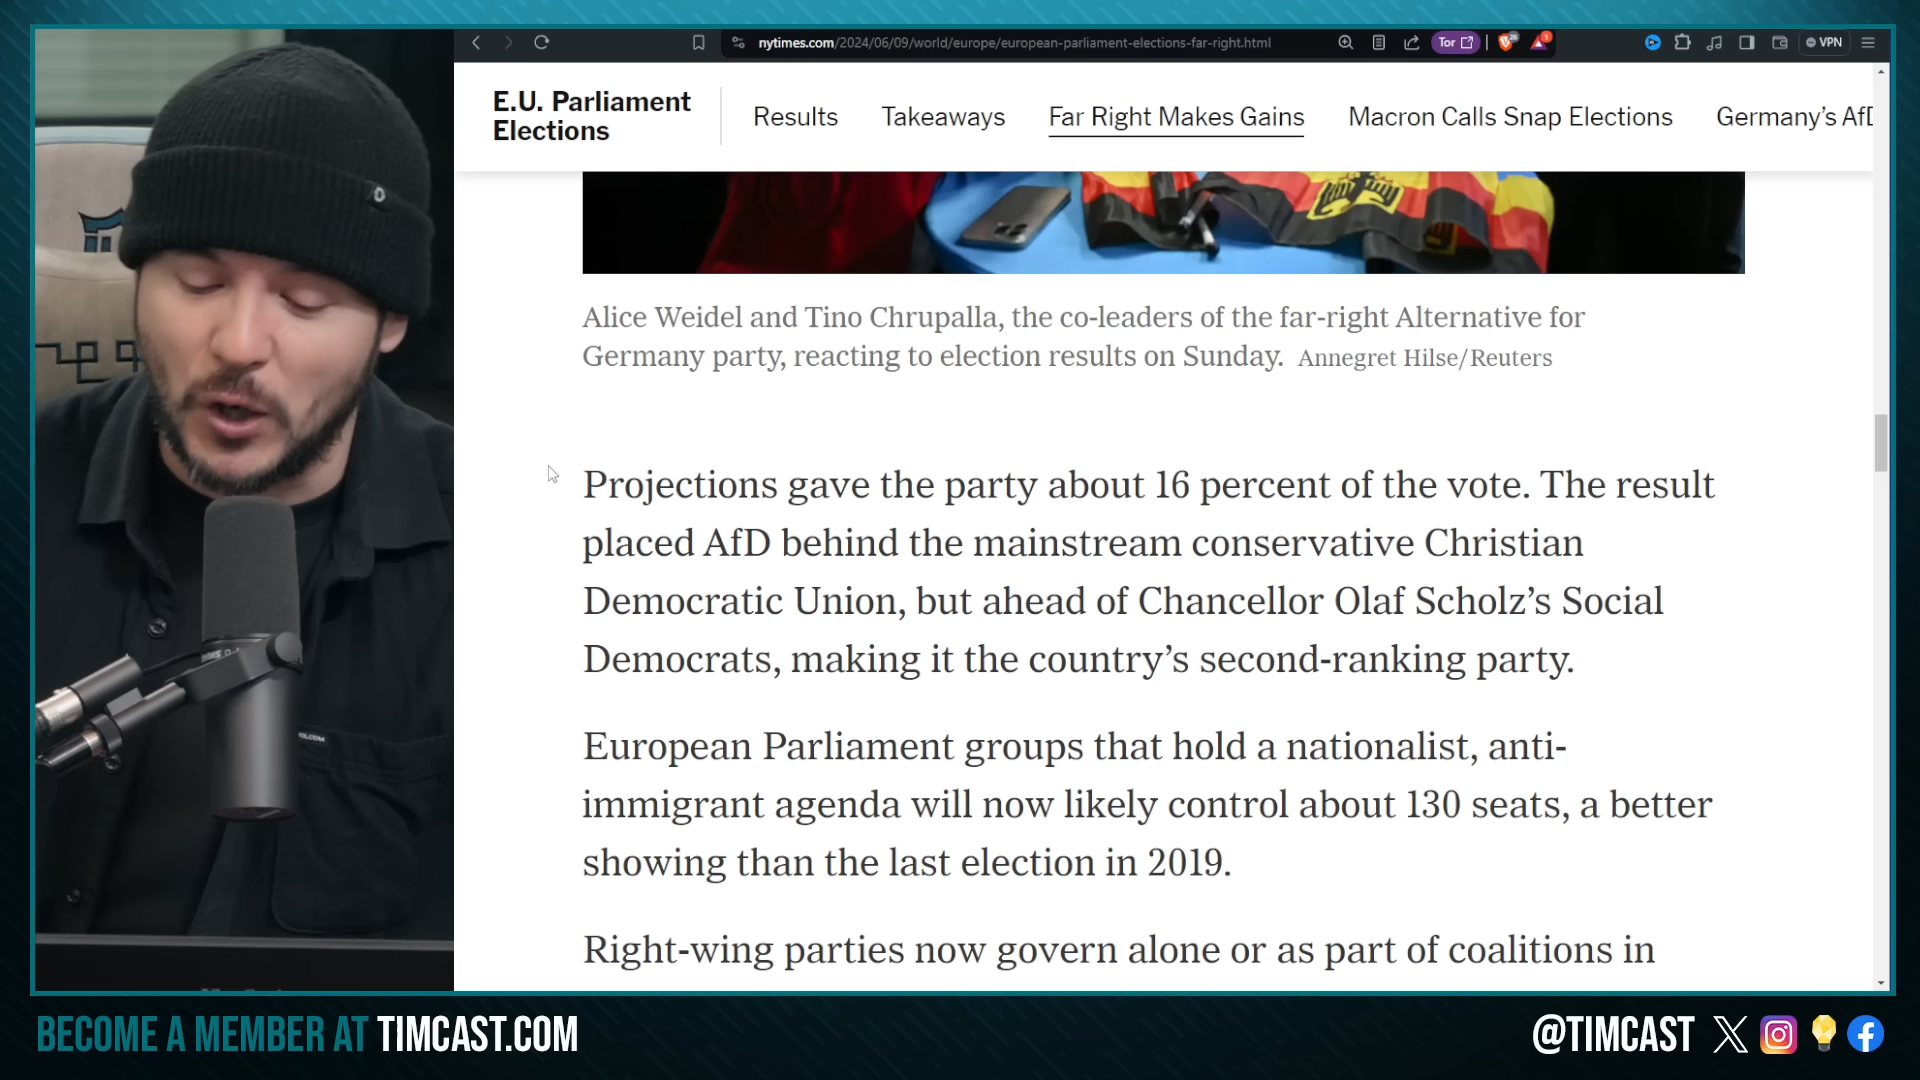 nytimes.com/2024/06/09/world/europe/european-parliament-elections-far-right.html
Tor
VPN
E.U. Parliament
Elections
Results
Takeaways
Far Right Makes Gains
Macron Calls Snap Elections
Germany's AfD
Alice Weidel and Tino Chrupalla, the co-leaders of the far-right Alternative for
Germany party, reacting to election results on Sunday. Annegret Hilse/Reuters
Projections gave the party about 16 percent of the vote. The result
placed AfD behind the mainstream conservative Christian
Democratic Union, but ahead of Chancellor Olaf Scholz’s Social
Democrats, making it the country’s second-ranking party.
European Parliament groups that hold a nationalist, anti-
immigrant agenda will now likely control about 130 seats, a better
showing than the last election in 2019.
Right-wing parties now govern alone or as part of coalitions in
BECOME A MEMBER AT TIMCAST.COM
@TIMCAST